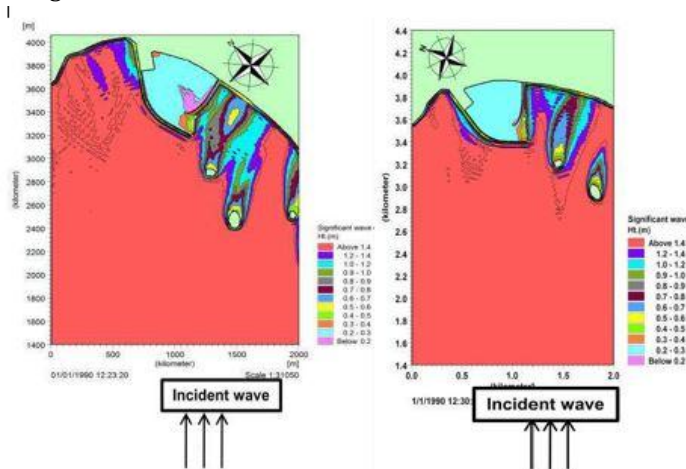 [m]
4000
3800
3600
3400
3200
3000
2800
2600
2400
2200
2000
1800
1600
1400
(kilometer)
0
500
1000
1500
2000
(kilometer)
[m]
01/01/1990 12:23:20
Scale 1:31050
N
Significant wave
Ht.(m)
Above 1.4
1.2 - 1.4
1.0 - 1.2
0.9 - 1.0
0.8 - 0.9
0.7 - 0.8
0.6 - 0.7
0.5 - 0.6
0.4 - 0.5
0.3 - 0.4
0.2 - 0.3
Below 0.2
Incident wave
4.4
4.2
4.0
3.8
3.6
3.4
3.2
3.0
2.8
2.6
2.4
2.2
2.0
1.8
1.6
1.4
(kilometer)
0.0
0.5
1.0
1.5
2.0
(kilometer)
1/1/1990 12:30:
N
Significant wave
Ht.(m)
Above 1.4
1.2 - 1.4
1.0 - 1.2
0.9 - 1.0
0.8 - 0.9
0.7 - 0.8
0.6 - 0.7
0.5 - 0.6
0.4 - 0.5
0.3 - 0.4
0.2 - 0.3
Below 0.2
Incident wave